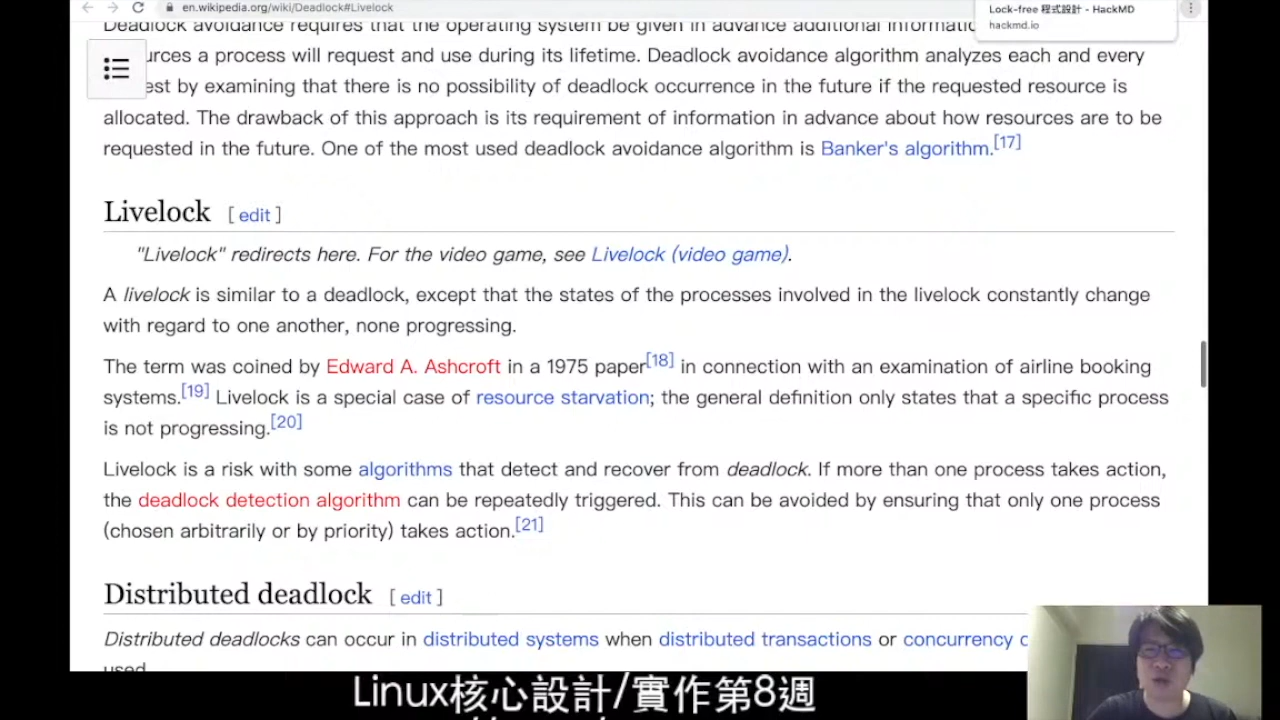 en.wikipedia.org/wiki/Deadlock#Livelock
Lock-free 程式設計 - HackMD
hackmd.io
Deadlock avoidance requires that the operating system be given in advance additional
a process will request and use during its lifetime. Deadlock avoidance algorithm analyzes each and every
by examining that there is no possibility of deadlock occurrence in the future if the requested resource is
allocated. The drawback of this approach is its requirement of information in advance about how resources are to be
requested in the future. One of the most used deadlock avoidance algorithm is Banker's algorithm.[17]
Livelock [ edit ]
"Livelock" redirects here. For the video game, see Livelock (video game).
A livelock is similar to a deadlock, except that the states of the processes involved in the livelock constantly change
with regard to one another, none progressing.
The term was coined by Edward A. Ashcroft in a 1975 paper[18] in connection with an examination of airline booking
systems.[19] Livelock is a special case of resource starvation; the general definition only states that a specific process
is not progressing.[20]
Livelock is a risk with some algorithms that detect and recover from deadlock. If more than one process takes action,
the deadlock detection algorithm can be repeatedly triggered. This can be avoided by ensuring that only one process
(chosen arbitrarily or by priority) takes action.[21]
Distributed deadlock [ edit ]
Distributed deadlocks can occur in distributed systems when distributed transactions or concurrency
used
Linux核心設計/實作第8週